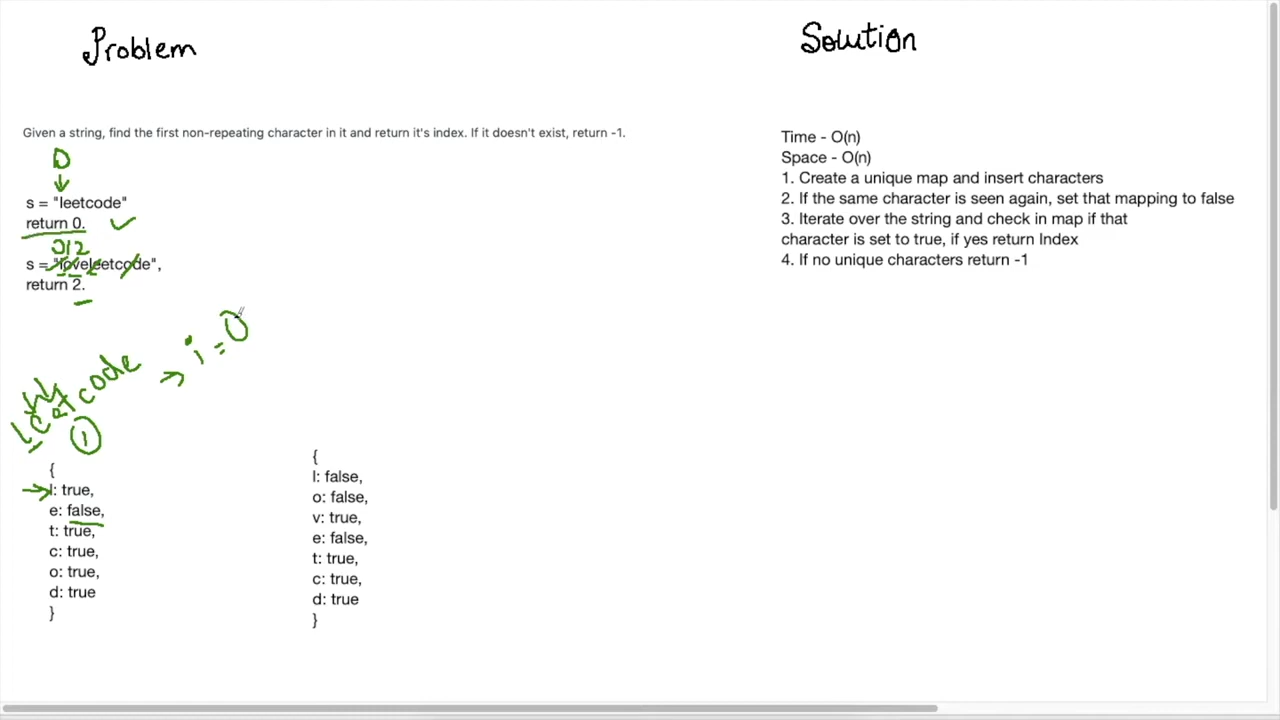 Problem
Solution
Given a string, find the first non-repeating character in it and return it's index. If it doesn't exist, return -1.
0
s = "leetcode"
return 0.
012
s = "loveleetcode",
return 2.
leetcode → i = 0
1
{
l: true,
e: false,
t: true,
c: true,
o: true,
d: true
}
{
l: false,
o: false,
v: true,
e: false,
t: true,
c: true,
d: true
}
Time - O(n)
Space - O(n)
1. Create a unique map and insert characters
2. If the same character is seen again, set that mapping to false
3. Iterate over the string and check in map if that
character is set to true, if yes return Index
4. If no unique characters return -1